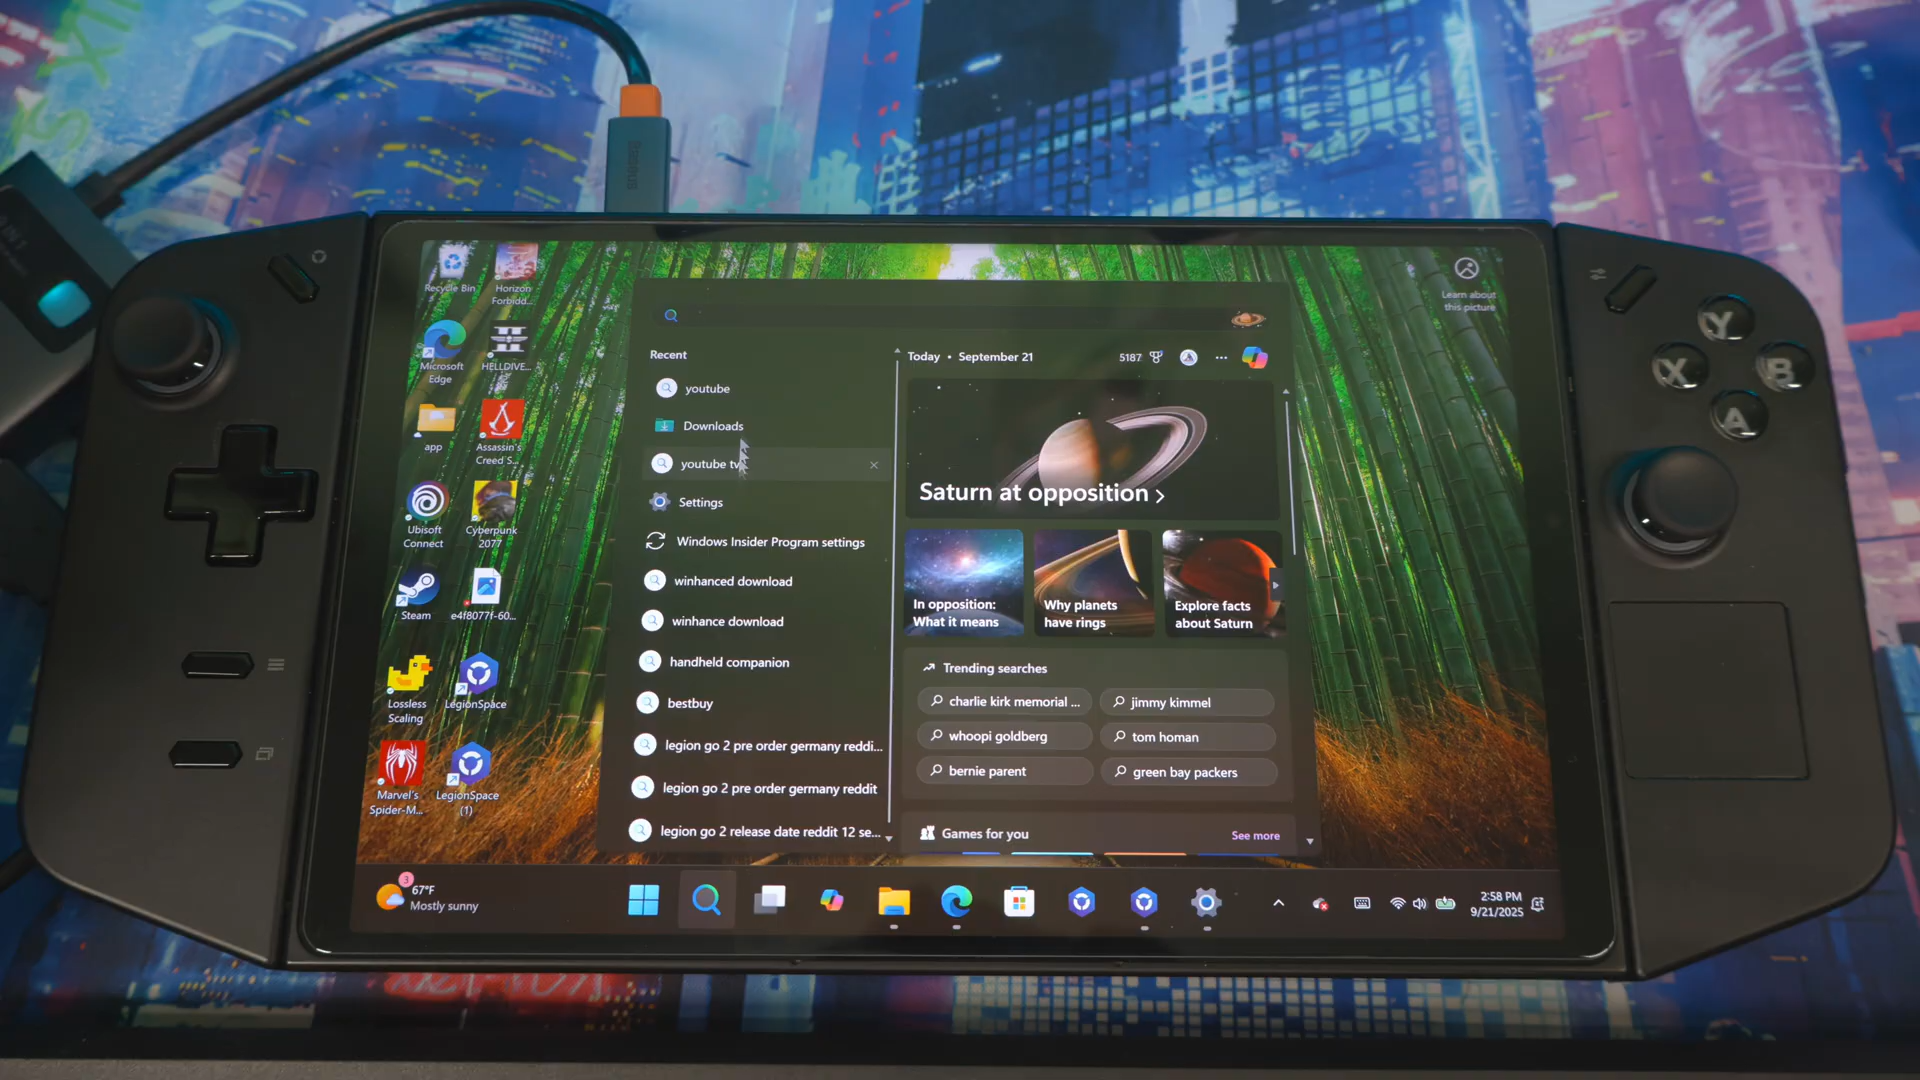 Baseus
Recycle Bin
Horizon
Forbidd...
Microsoft
Edge
HELLDIVE...
app
Assassin's
Creed S...
Ubisoft
Connect
Cyberpunk
2077
Steam
e4f8077f-60...
Lossless
Scaling
LegionSpace
Marvel's
Spider-M...
LegionSpace
(1)
Learn about
this picture
Recent
youtube
Downloads
youtube tv
Settings
Windows Insider Program settings
winhanced download
winhance download
handheld companion
bestbuy
legion go 2 pre order germany reddi...
legion go 2 pre order germany reddit
legion go 2 release date reddit 12 se...
Today • September 21
5187
Saturn at opposition >
In opposition:
What it means
Why planets
have rings
Explore facts
about Saturn
Trending searches
charlie kirk memorial ...
jimmy kimmel
whoopi goldberg
tom homan
bernie parent
green bay packers
Games for you
See more
3
67°F
Mostly sunny
2:58 PM
9/21/2025
Y
X
B
A